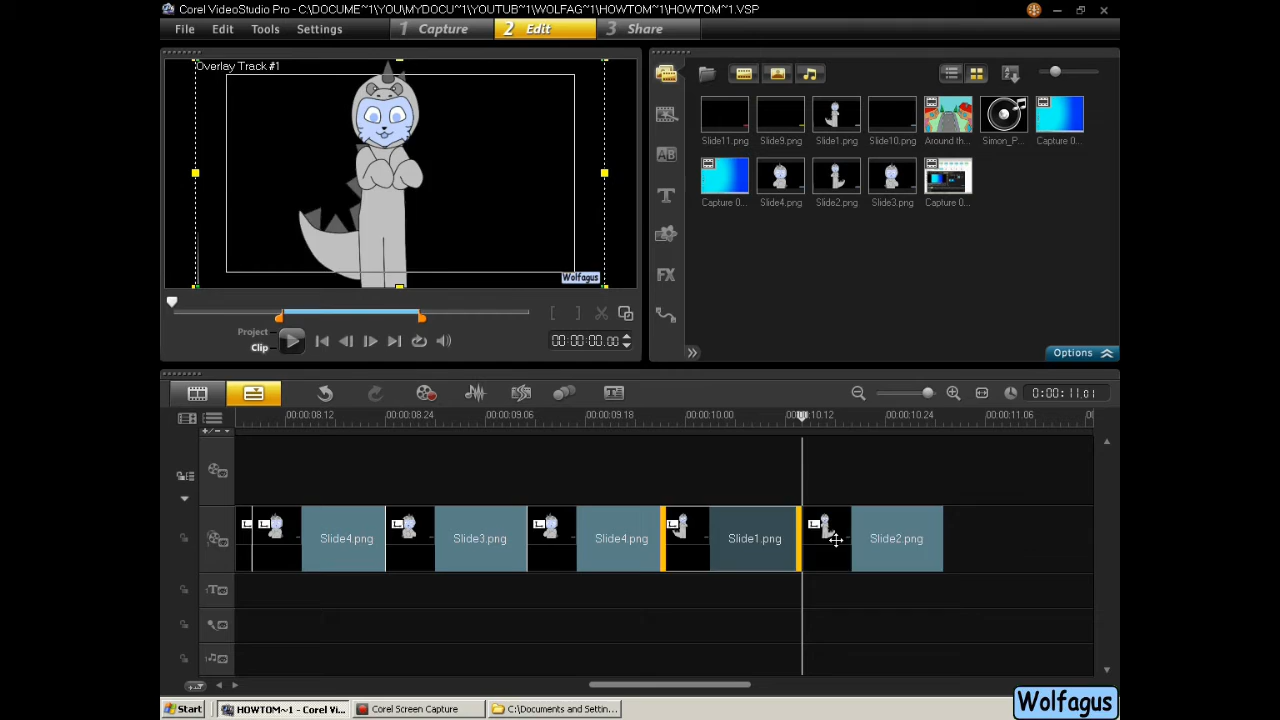 Corel VideoStudio Pro - C:\DOCUME~1\YOU\MYDOCU~1\YOUTUB~1\WOLFAG~1\HOWTOM~1\HOWTOM~1.VSP
File Edit Tools Settings 1 Capture 2 Edit 3 Share
Overlay Track #1
Wolfagus
Project
Clip
00:00:00.00
Slide11.png Slide9.png Slide1.png Slide10.png Around th... Simon_P... Capture 0...
Capture 0... Slide4.png Slide2.png Slide3.png Capture 0...
AB
T
FX
Options
0:00:11.01
00:00:08.12 00:00:08.24 00:00:09.06 00:00:09.18 00:00:10.00 00:00:10.12 00:00:10.24 00:00:11.06
Slide4.png Slide3.png Slide4.png Slide1.png Slide2.png
Start HOWTOM~1 - Corel Vi... Corel Screen Capture C:\Documents and Settin...
Wolfagus